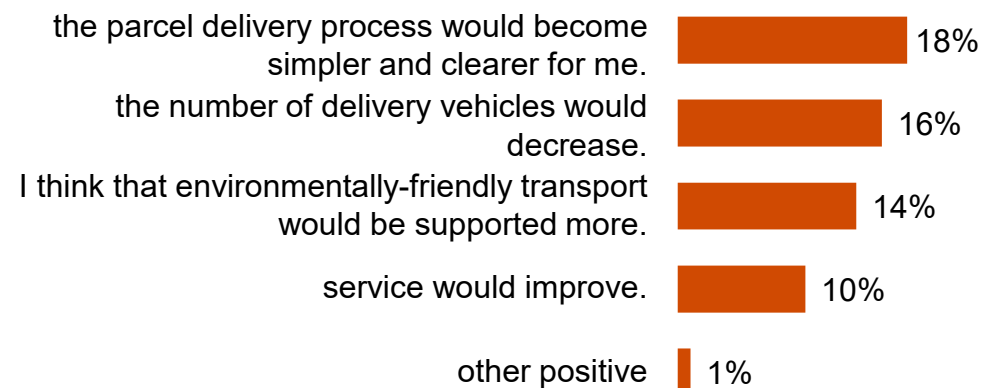 the parcel delivery process would become
simpler and clearer for me.
18%
the number of delivery vehicles would
decrease.
16%
I think that environmentally-friendly transport
would be supported more.
14%
service would improve.
10%
other positive
1%